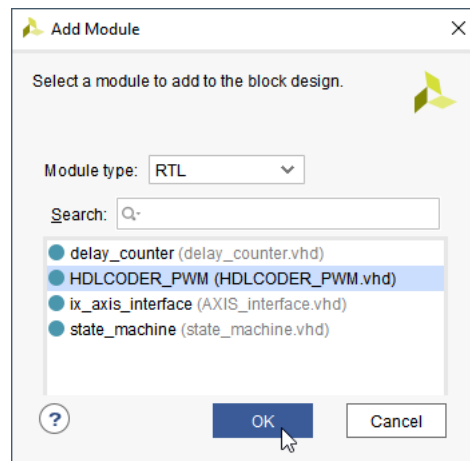 Add Module
Select a module to add to the block design.
Module type: RTL
Search:
delay_counter (delay_counter.vhd)
HDLCODER_PWM (HDLCODER_PWM.vhd)
ix_axis_interface (AXIS_interface.vhd)
state_machine (state_machine.vhd)
? OK Cancel